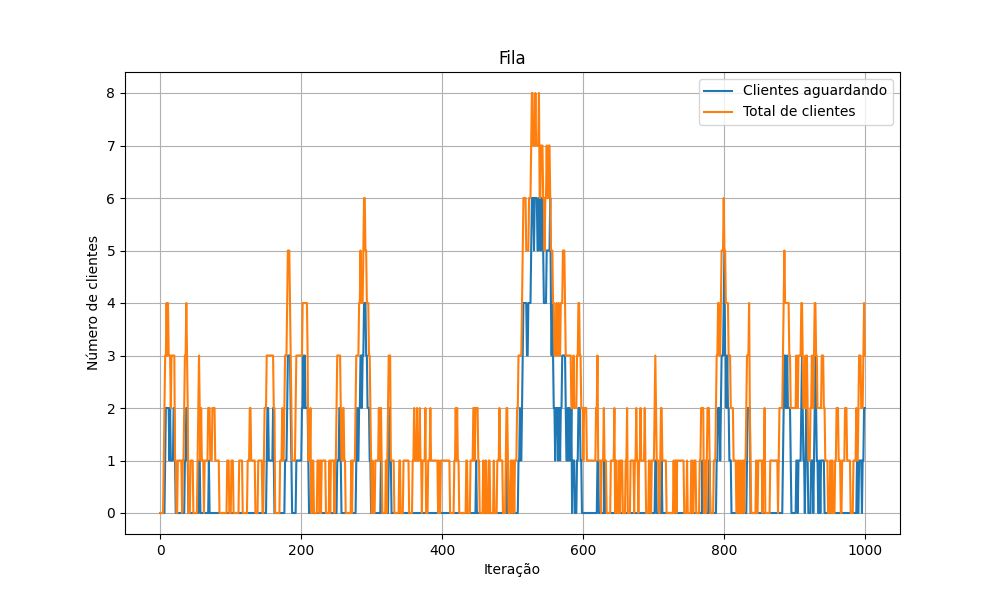 Fila
Clientes aguardando
Total de clientes
Número de clientes
8
7
6
5
4
3
2
1
0
0 200 400 600 800 1000
Iteração